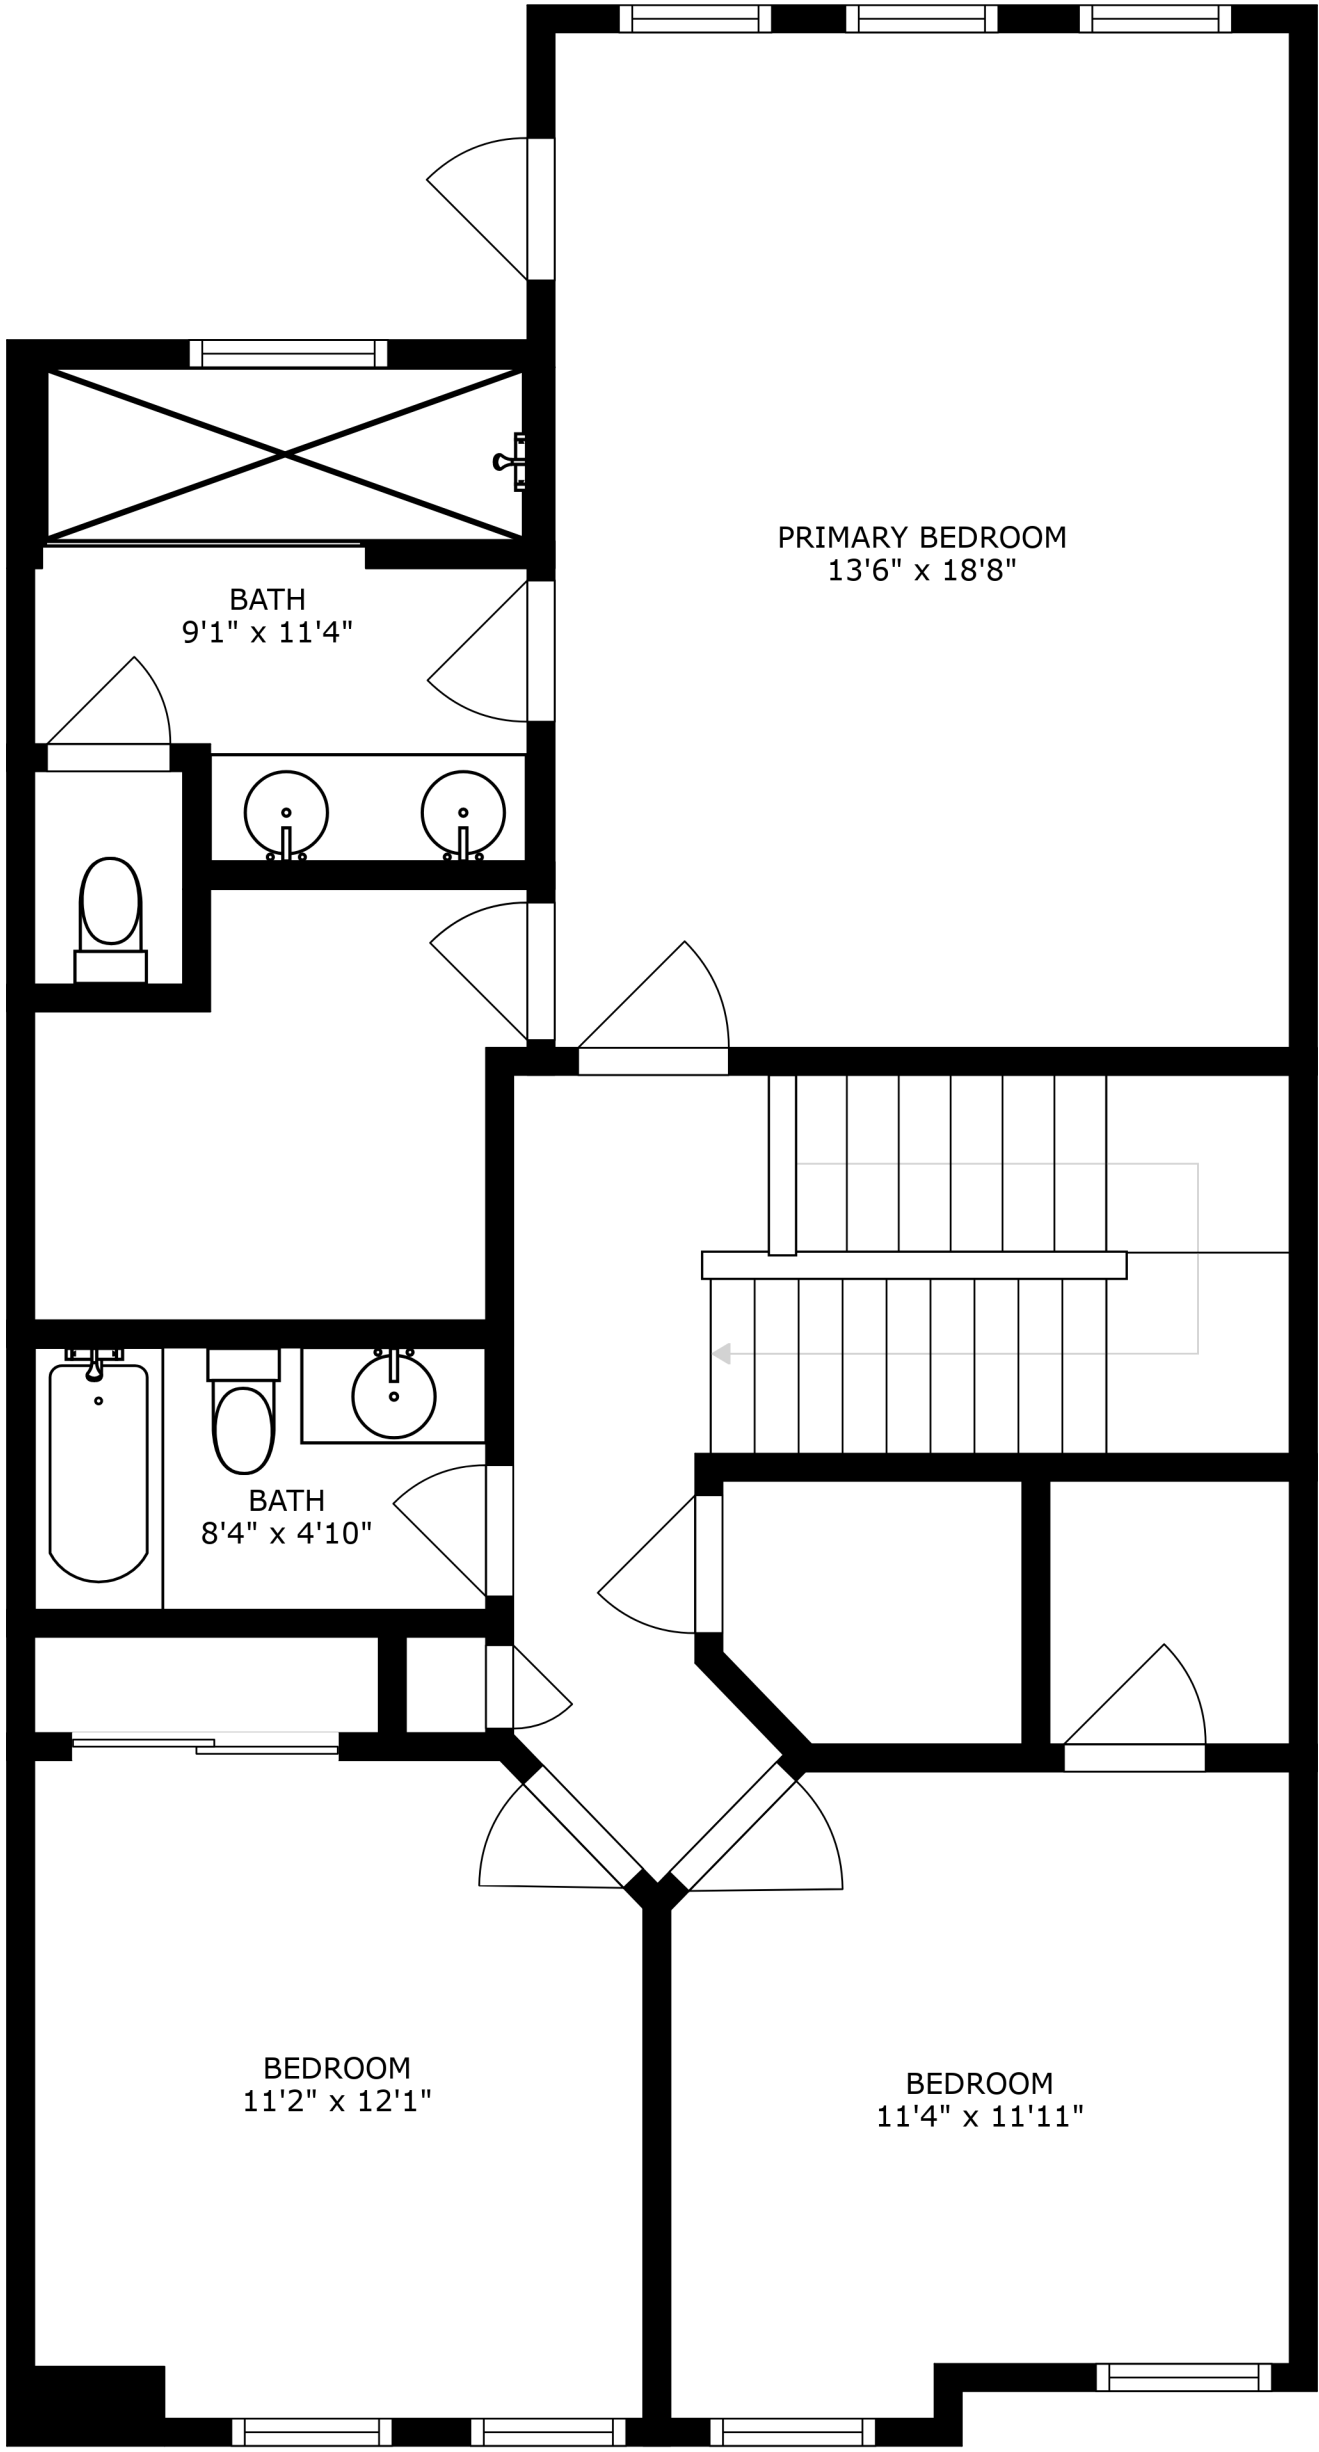 PRIMARY BEDROOM
13'6" x 18'8"
BATH
9'1" x 11'4"
BATH
8'4" x 4'10"
BEDROOM
11'2" x 12'1"
BEDROOM
11'4" x 11'11"